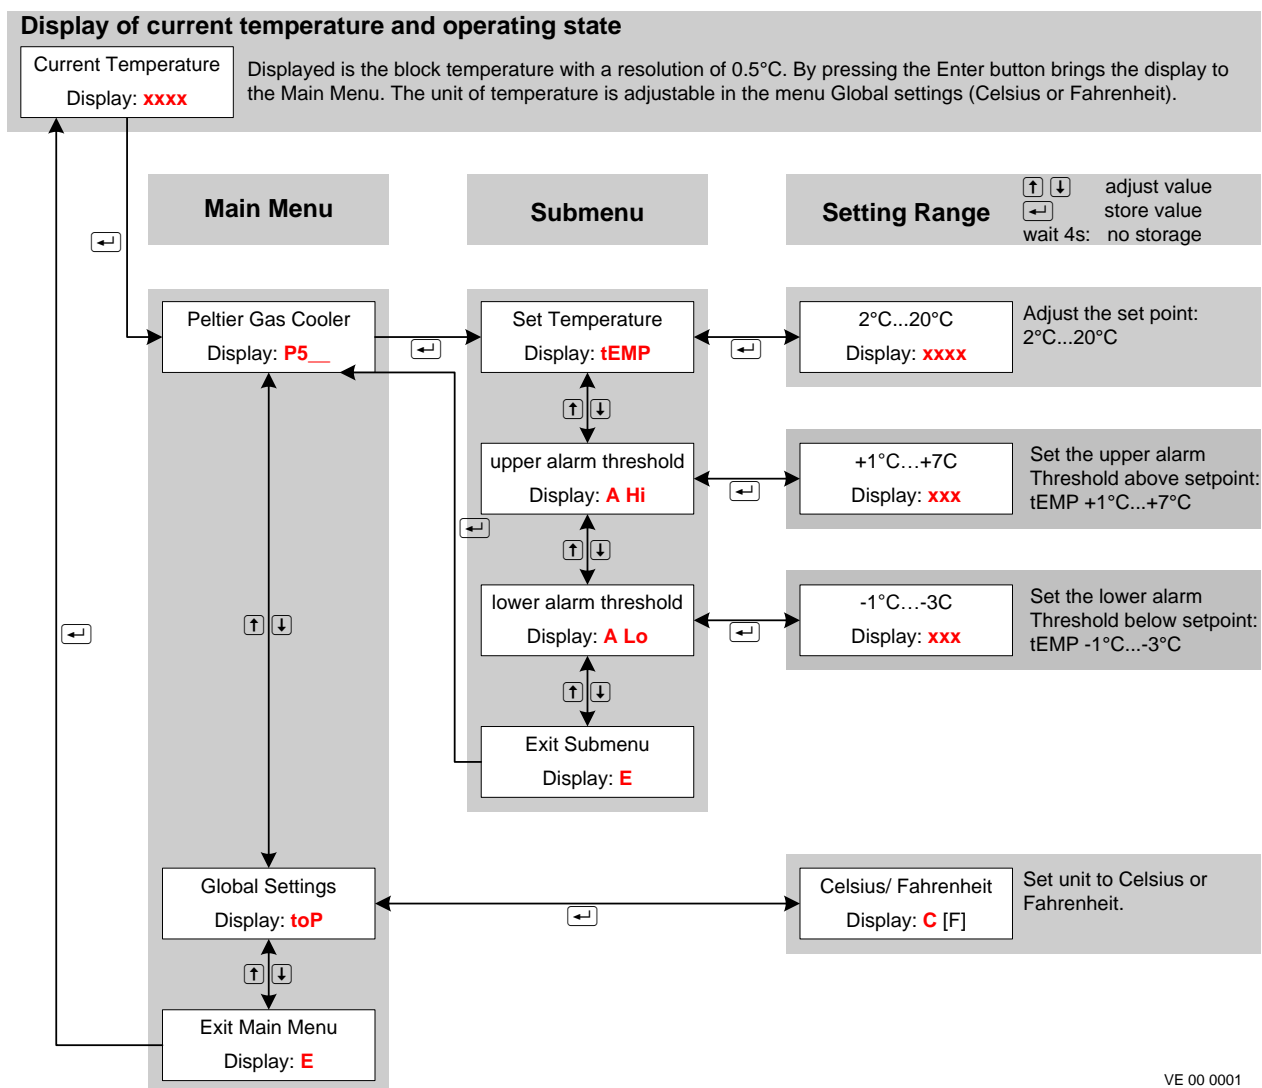 Display of current temperature and operating state
Current Temperature
Display: xxxx
Displayed is the block temperature with a resolution of 0.5°C. By pressing the Enter button brings the display to
the Main Menu. The unit of temperature is adjustable in the menu Global settings (Celsius or Fahrenheit).
Main Menu
Submenu
Setting Range
adjust value
store value
wait 4s: no storage
Peltier Gas Cooler
Display: P5__
Set Temperature
Display: tEMP
2°C...20°C
Display: xxxx
Adjust the set point:
2°C...20°C
upper alarm threshold
Display: A Hi
+1°C…+7C
Display: xxx
Set the upper alarm
Threshold above setpoint:
tEMP +1°C...+7°C
lower alarm threshold
Display: A Lo
-1°C…-3C
Display: xxx
Set the lower alarm
Threshold below setpoint:
tEMP -1°C...-3°C
Exit Submenu
Display: E
Global Settings
Display: toP
Celsius/ Fahrenheit
Display: C [F]
Set unit to Celsius or
Fahrenheit.
Exit Main Menu
Display: E
VE 00 0001